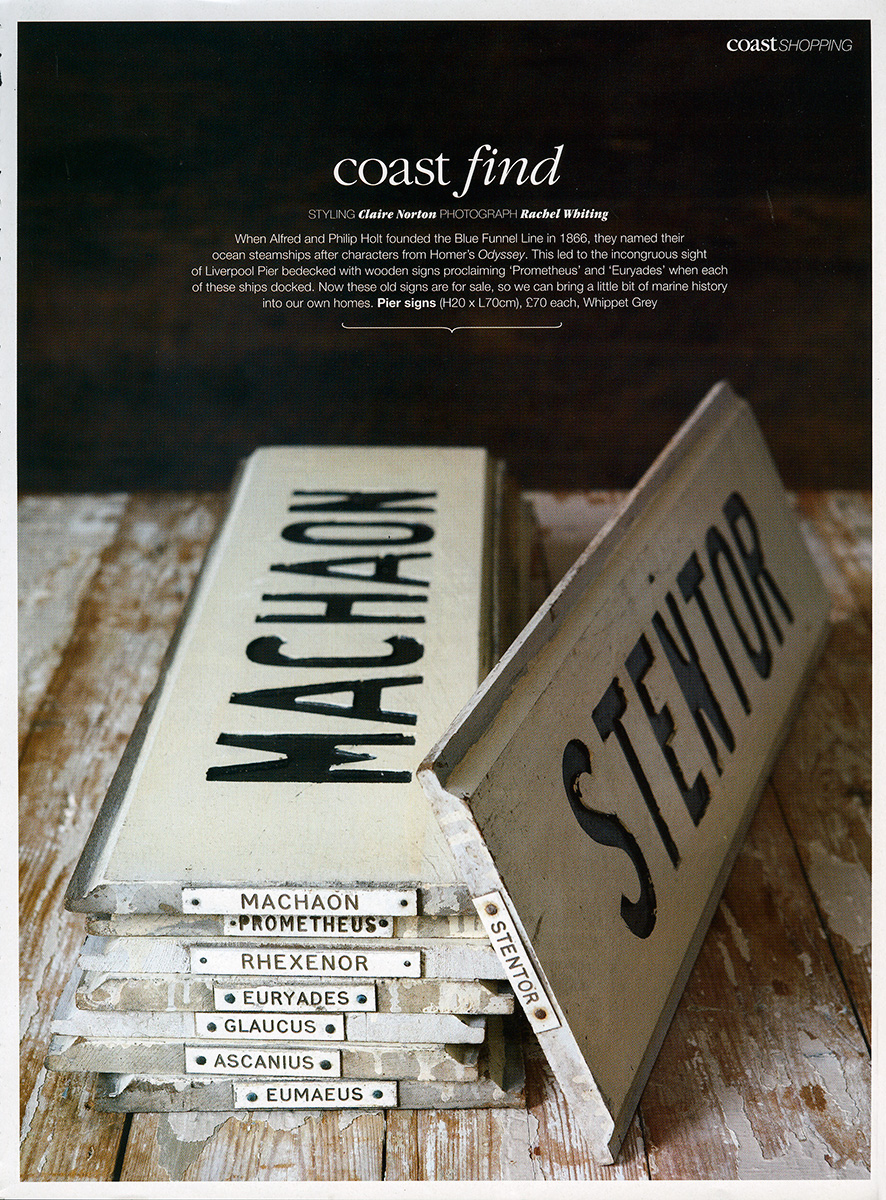 coast SHOPPING
coast find
STYLING Claire Norton PHOTOGRAPH Rachel Whiting
When Alfred and Philip Holt founded the Blue Funnel Line in 1866, they named their
ocean steamships after characters from Homer's Odyssey. This led to the incongruous sight
of Liverpool Pier bedecked with wooden signs proclaiming 'Prometheus' and 'Euryades' when each
of these ships docked. Now these old signs are for sale, so we can bring a little bit of marine history
into our own homes. Pier signs (H20 x L70cm), £70 each, Whippet Grey
MACHAON
STENTOR
MACHAON
PROMETHEUS
RHEXENOR
EURYADES
GLAUCUS
ASCANIUS
EUMAEUS
STENTOR